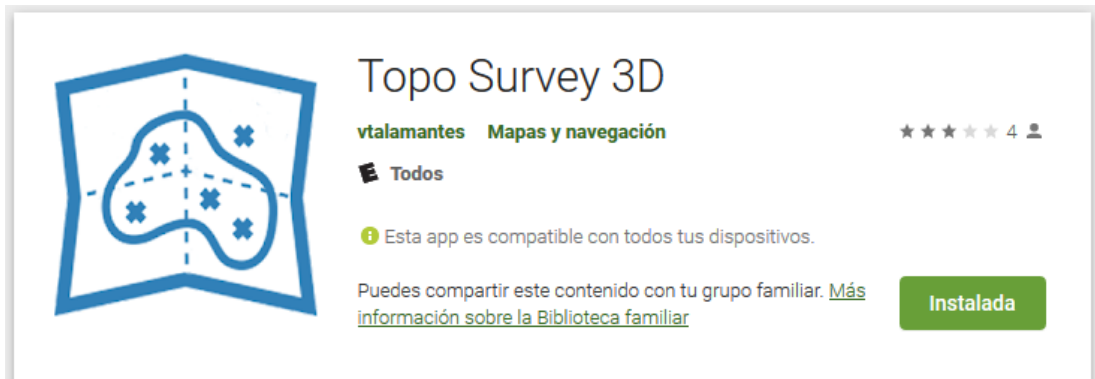 Topo Survey 3D
vtalamantes Mapas y navegación
4
E Todos
Esta app es compatible con todos tus dispositivos.
Puedes compartir este contenido con tu grupo familiar. Más
información sobre la Biblioteca familiar
Instalada